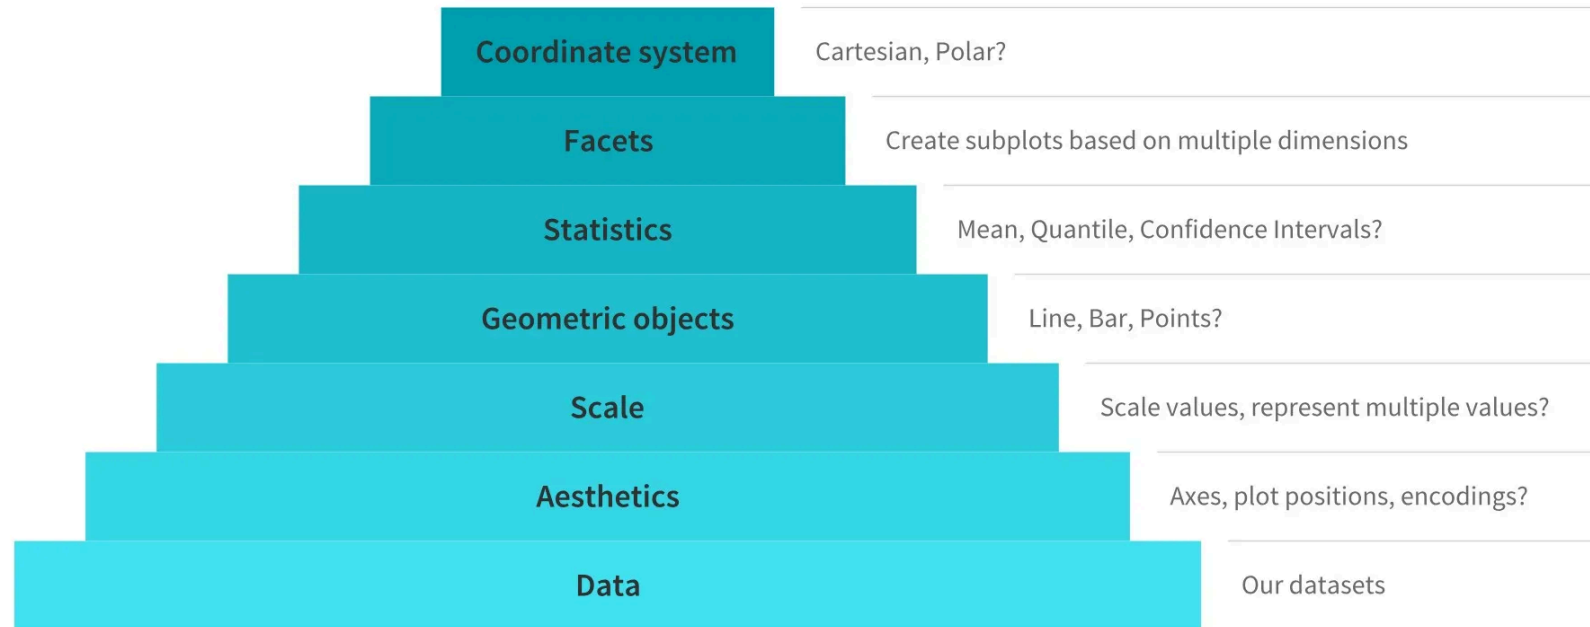 Coordinate system
Cartesian, Polar?
Facets
Create subplots based on multiple dimensions
Statistics
Mean, Quantile, Confidence Intervals?
Geometric objects
Line, Bar, Points?
Scale
Scale values, represent multiple values?
Aesthetics
Axes, plot positions, encodings?
Data
Our datasets